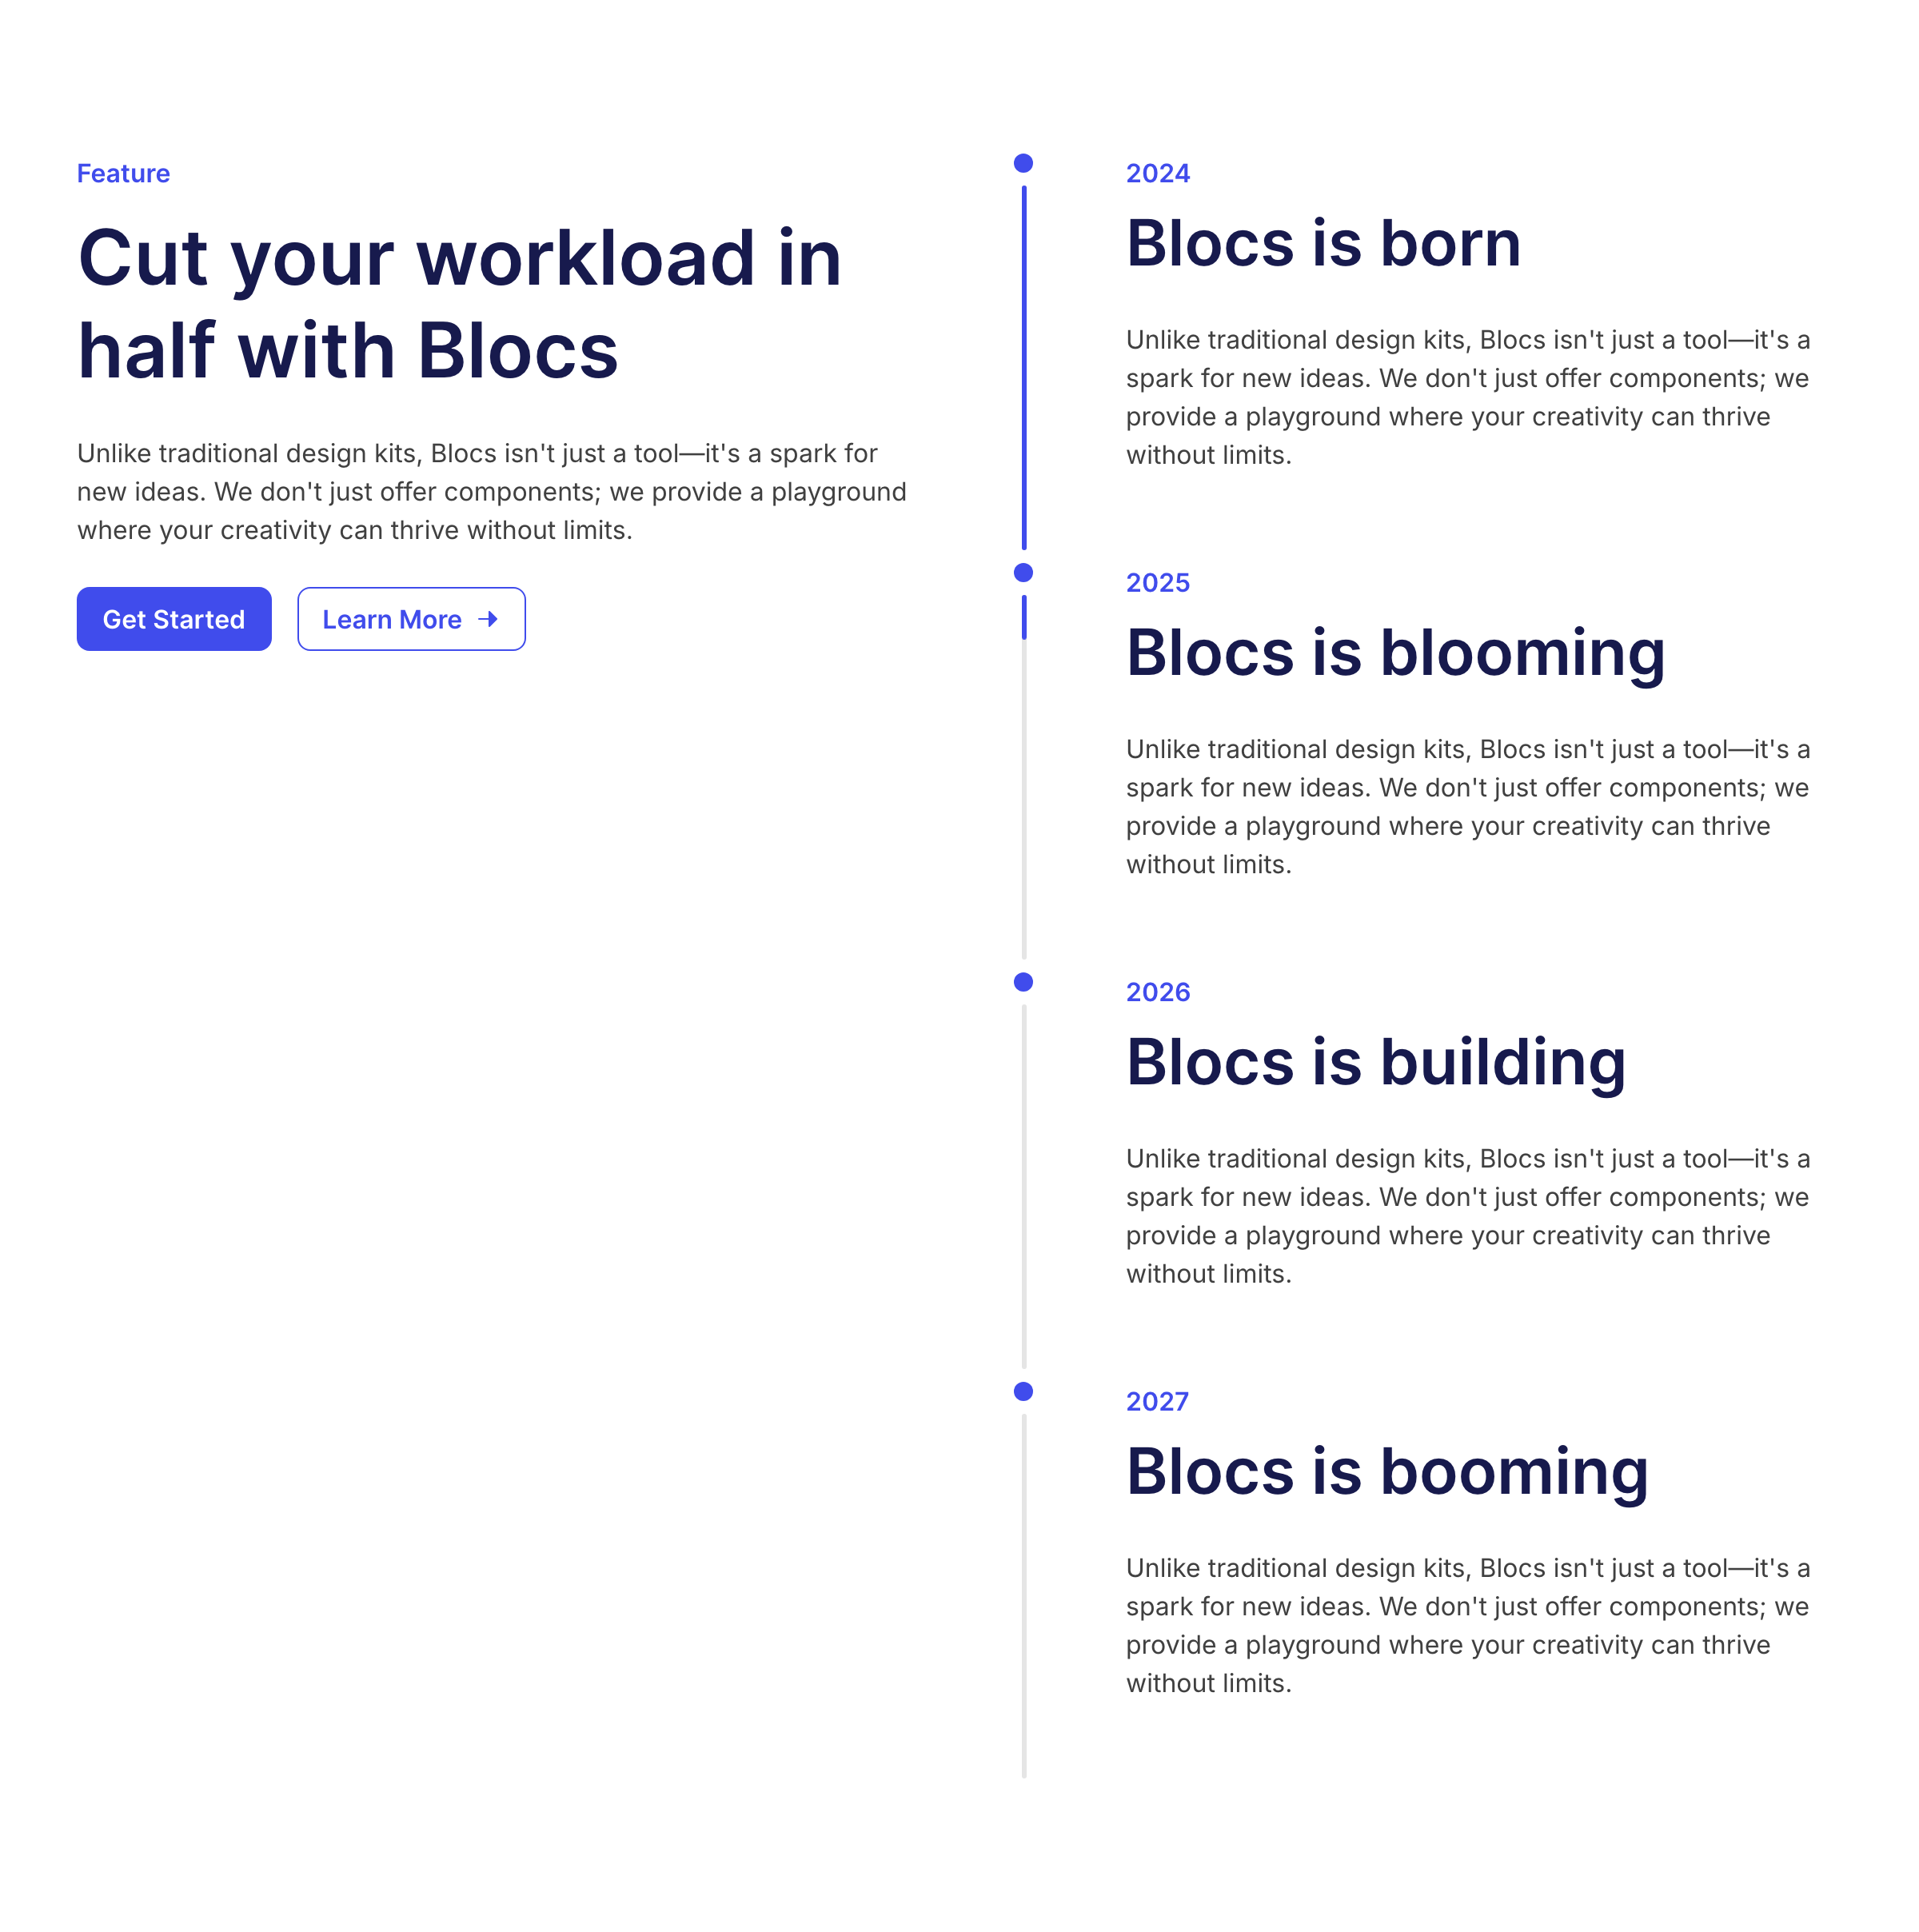 Feature
Cut your workload in
half with Blocs
Unlike traditional design kits, Blocs isn't just a tool—it's a spark for
new ideas. We don't just offer components; we provide a playground
where your creativity can thrive without limits.
Get Started
Learn More
2024
Blocs is born
Unlike traditional design kits, Blocs isn't just a tool—it's a
spark for new ideas. We don't just offer components; we
provide a playground where your creativity can thrive
without limits.
2025
Blocs is blooming
Unlike traditional design kits, Blocs isn't just a tool—it's a
spark for new ideas. We don't just offer components; we
provide a playground where your creativity can thrive
without limits.
2026
Blocs is building
Unlike traditional design kits, Blocs isn't just a tool—it's a
spark for new ideas. We don't just offer components; we
provide a playground where your creativity can thrive
without limits.
2027
Blocs is booming
Unlike traditional design kits, Blocs isn't just a tool—it's a
spark for new ideas. We don't just offer components; we
provide a playground where your creativity can thrive
without limits.